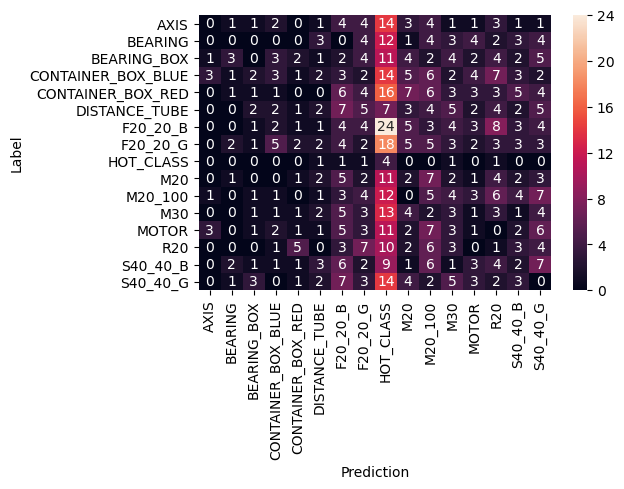 Label
AXIS 0 1 1 2 0 1 4 4 14 3 4 1 1 3 1 1
BEARING 0 0 0 0 0 3 0 4 12 1 4 3 4 2 3 4
BEARING_BOX 1 3 0 3 2 1 2 4 11 4 2 4 2 4 2 5
CONTAINER_BOX_BLUE 3 1 2 3 1 2 3 2 14 5 6 2 4 7 3 2
CONTAINER_BOX_RED 0 1 1 1 0 0 6 4 16 7 6 3 3 3 5 4
DISTANCE_TUBE 0 0 2 2 1 2 7 5 7 3 4 5 2 4 2 5
F20_20_B 0 0 1 2 1 1 4 4 24 5 3 4 3 8 3 4
F20_20_G 0 2 1 5 2 2 4 2 18 5 5 3 2 3 3 3
HOT_CLASS 0 0 0 0 0 1 1 1 4 0 0 1 0 1 0 0
M20 0 1 0 0 1 2 5 2 11 2 7 2 1 4 2 3
M20_100 1 0 1 1 0 1 3 4 12 0 5 4 3 6 4 7
M30 0 0 1 1 1 2 5 3 13 4 2 3 1 3 1 4
MOTOR 3 0 1 2 1 1 5 3 11 2 7 3 1 0 2 6
R20 0 0 0 1 5 0 3 7 10 2 6 3 0 1 3 4
S40_40_B 0 2 1 1 1 3 6 2 9 1 6 1 3 4 2 7
S40_40_G 0 1 3 0 1 2 7 3 14 4 2 5 3 2 3 0
AXIS
BEARING
BEARING_BOX
CONTAINER_BOX_BLUE
CONTAINER_BOX_RED
DISTANCE_TUBE
F20_20_B
F20_20_G
HOT_CLASS
M20
M20_100
M30
MOTOR
R20
S40_40_B
S40_40_G
Prediction
24
20
16
12
8
4
0